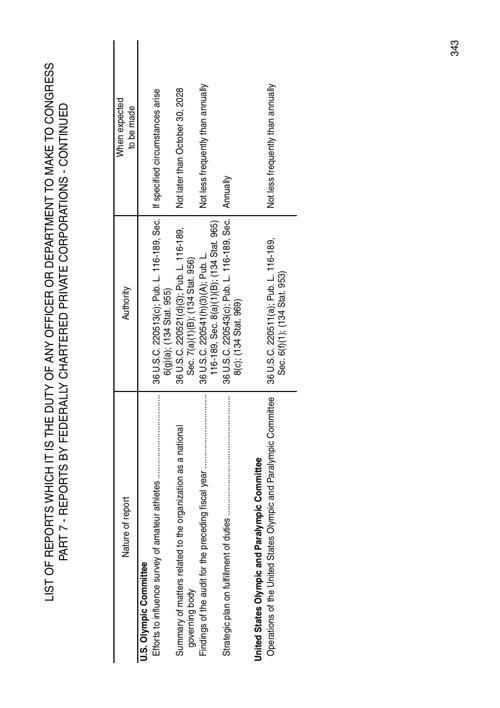 LIST OF REPORTS WHICH IT IS THE DUTY OF ANY OFFICER OR DEPARTMENT TO MAKE TO CONGRESS
PART 7 - REPORTS BY FEDERALLY CHARTERED PRIVATE CORPORATIONS - CONTINUED
Nature of report
Authority
When expected
to be made
U.S. Olympic Committee
Efforts to influence survey of amateur athletes ............................ 36 U.S.C. 220513(c); Pub. L. 116-189, Sec. If specified circumstances arise
6(g)(a); (134 Stat. 955)
Summary of matters related to the organization as a national 36 U.S.C. 220521(d)(3); Pub. L. 116-189, Not later than October 30, 2028
governing body Sec. 7(a)(1)(B); (134 Stat. 956)
Findings of the audit for the preceding fiscal year ........................ 36 U.S.C. 220541(h)(3)(A); Pub. L. Not less frequently than annually
116-189, Sec. 8(a)(1)(B); (134 Stat. 965)
Strategic plan on fulfillment of duties ........................................ 36 U.S.C. 220543(c); Pub. L. 116-189, Sec. Annually
8(c); (134 Stat. 969)
United States Olympic and Paralympic Committee
Operations of the United States Olympic and Paralympic Committee 36 U.S.C. 220511(a); Pub. L. 116-189, Not less frequently than annually
Sec. 6(f)(1); (134 Stat. 953)
343